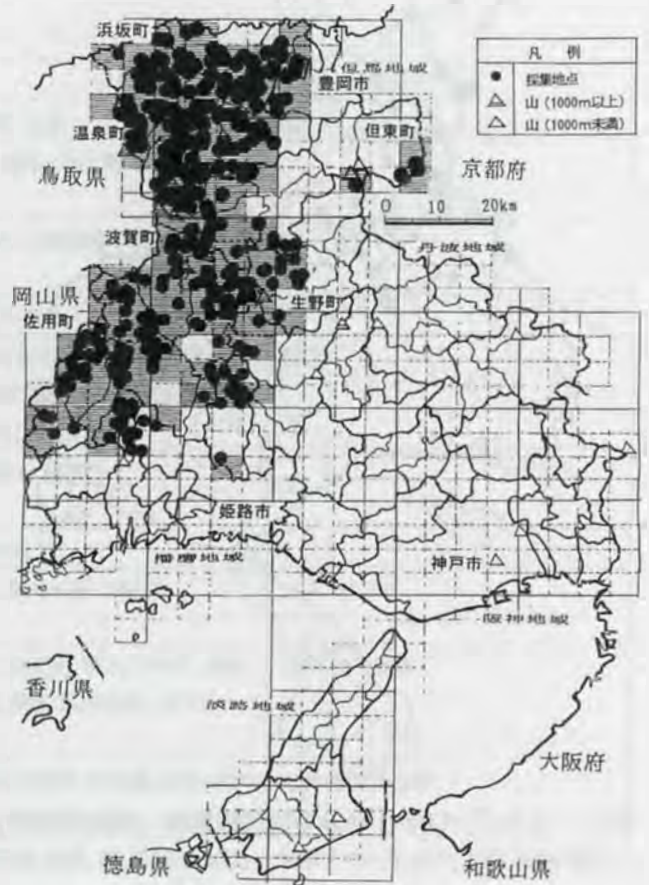 浜坂町
凡 例
採集地点
山（1000m以上）
山（1000m未満）
但馬地域
豊岡市
温泉町
但東町
鳥取県
京都府
0 10 20km
波賀町
丹波地域
岡山県
生野町
佐用町
姫路市
播磨地域
神戸市
阪神地域
香川県
淡路地域
大阪府
徳島県
和歌山県